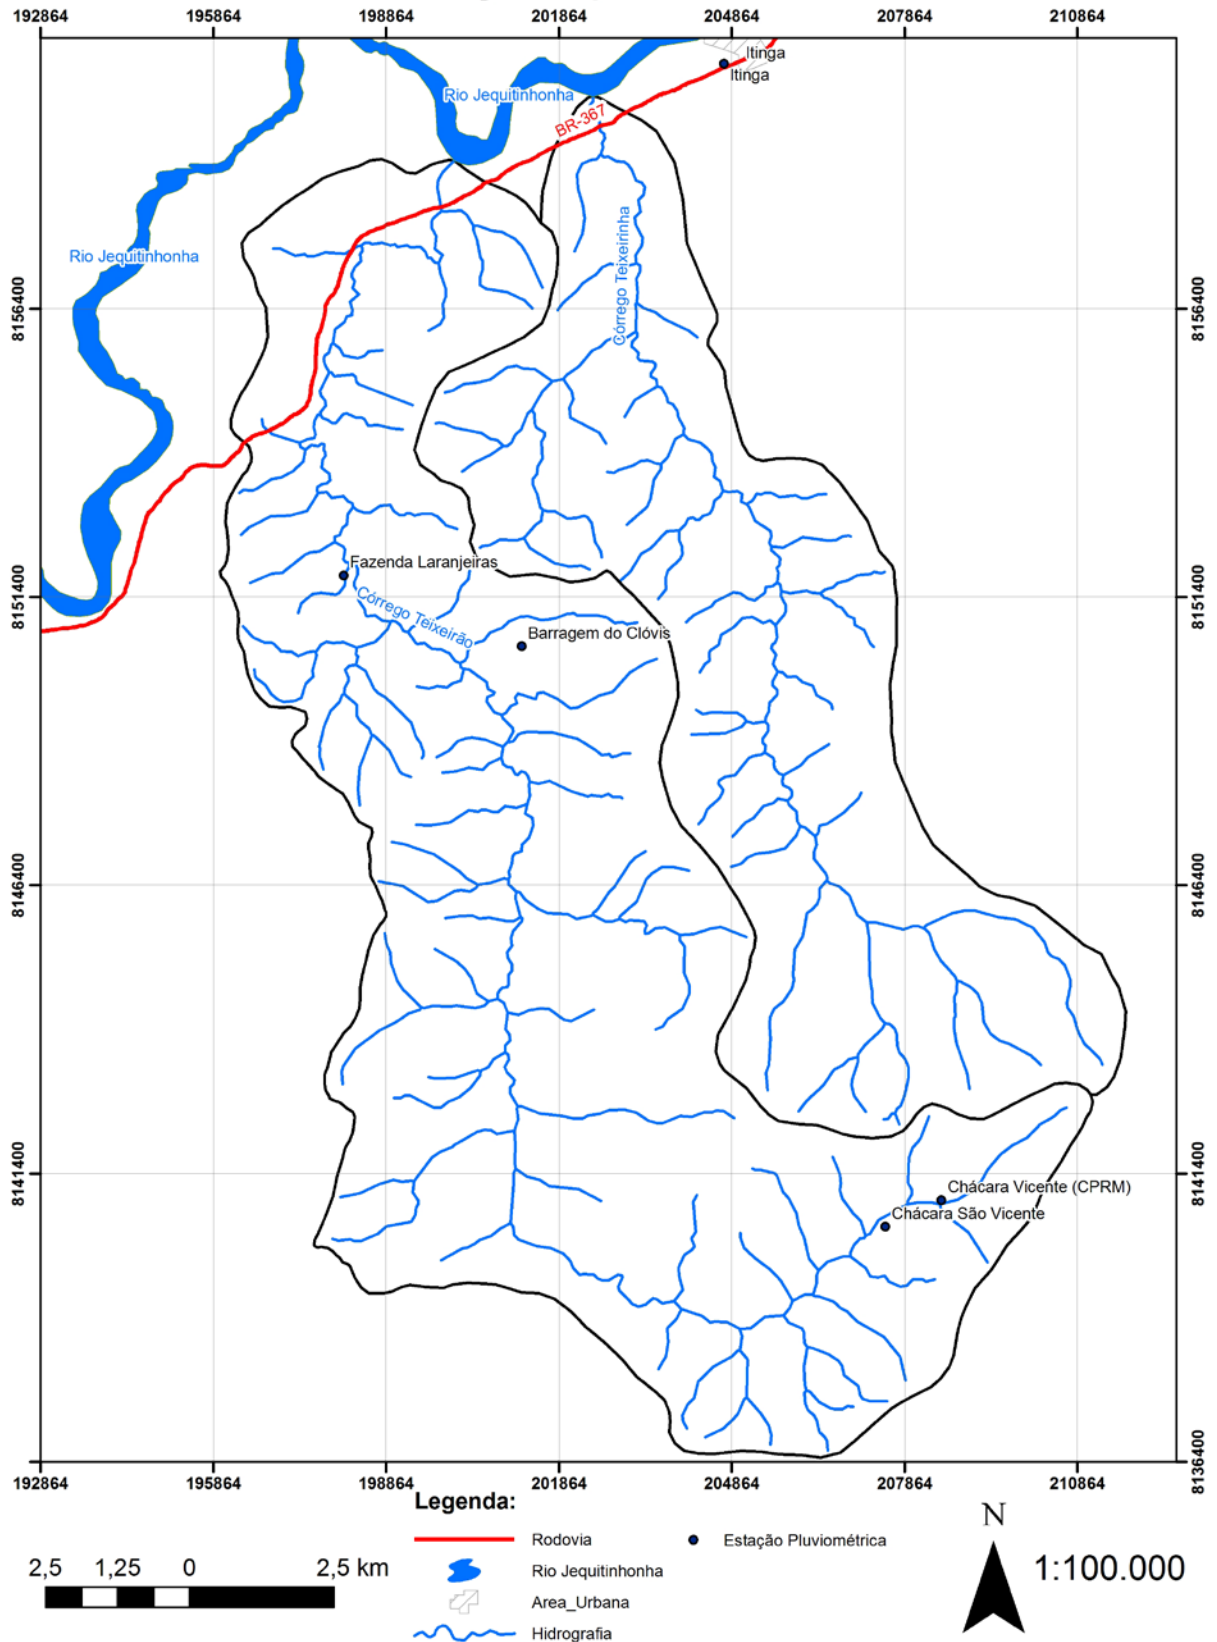 192864 195864 198864 201864 204864 207864 210864
Itinga
Itinga
Rio Jequitinhonha
BR-367
Córrego Teixeirinha
Rio Jequitinhonha
8156400 8156400
Fazenda Laranjeiras
8151400 8151400
Córrego Teixeirão
Barragem do Clóvis
8146400 8146400
8141400 8141400
Chácara Vicente (CPRM)
Chácara São Vicente
8136400 8136400
192864 195864 198864 201864 204864 207864 210864
Legenda:
Rodovia
Estação Pluviométrica
Rio Jequitinhonha
Area_Urbana
Hidrografia
2,5 1,25 0 2,5 km
N
1:100.000